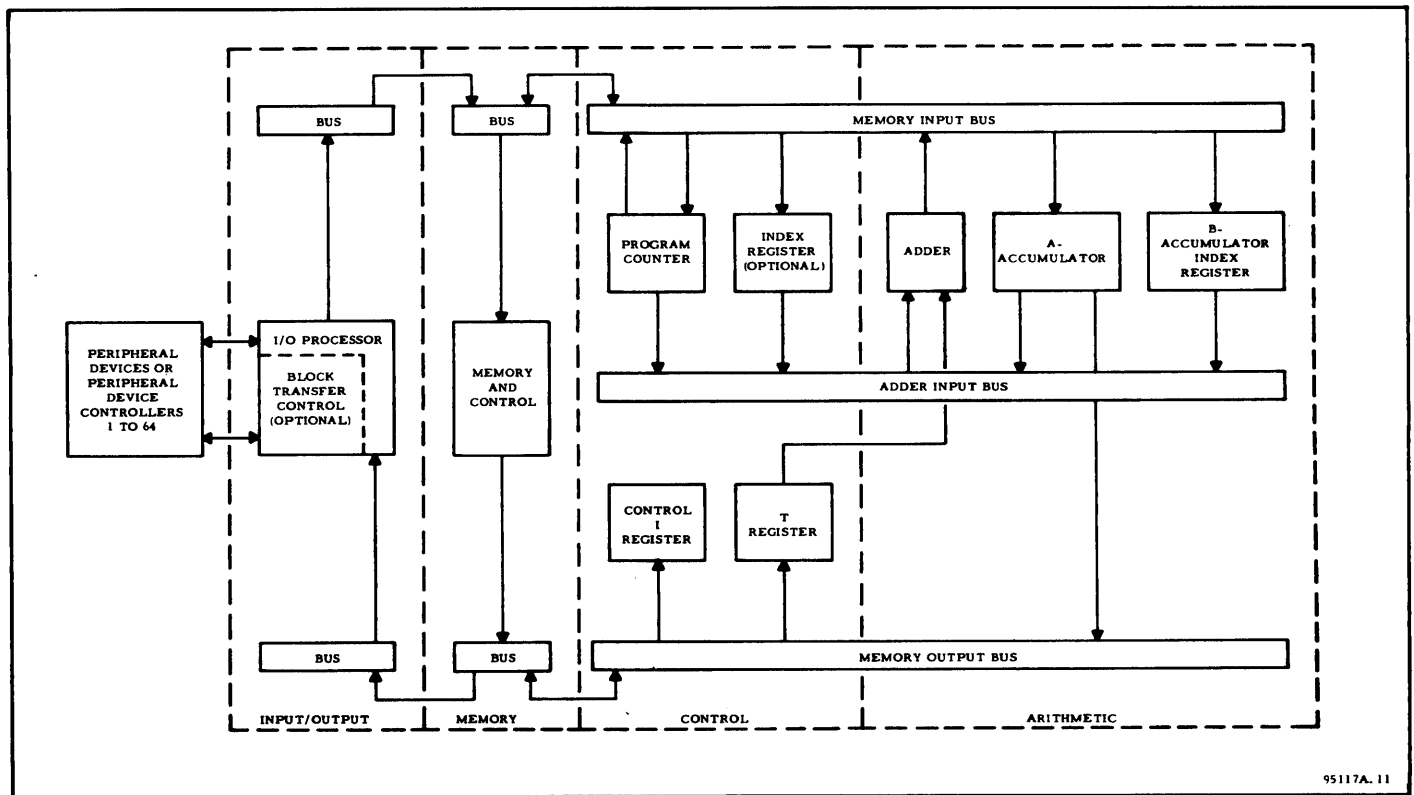 BUS
BUS
MEMORY INPUT BUS
PROGRAM
COUNTER
INDEX
REGISTER
(OPTIONAL)
ADDER
A-
ACCUMULATOR
B-
ACCUMULATOR
INDEX
REGISTER
PERIPHERAL
DEVICES OR
PERIPHERAL
DEVICE
CONTROLLERS
1 TO 64
I/O PROCESSOR
BLOCK
TRANSFER
CONTROL
(OPTIONAL)
MEMORY
AND
CONTROL
ADDER INPUT BUS
CONTROL
I
REGISTER
T
REGISTER
BUS
BUS
MEMORY OUTPUT BUS
INPUT/OUTPUT
MEMORY
CONTROL
ARITHMETIC
95117A. 11